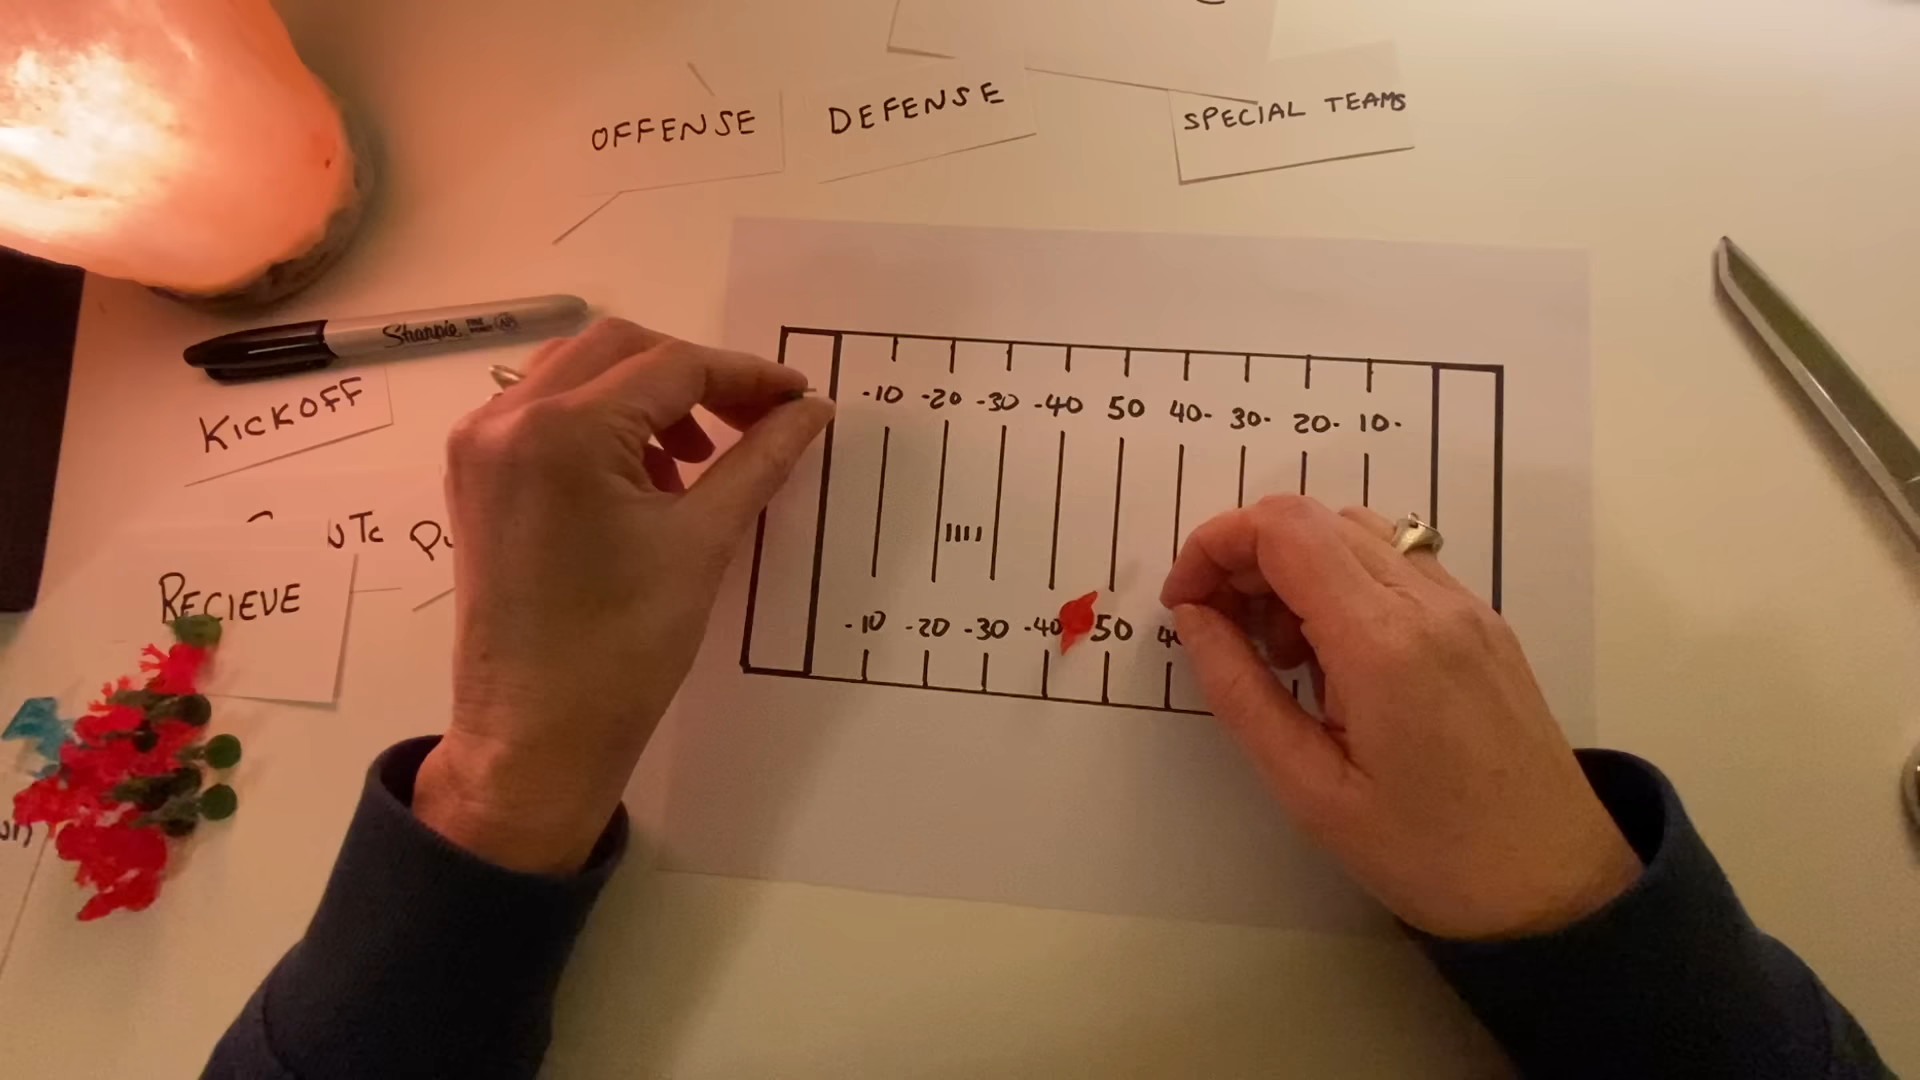 OFFENSE
DEFENSE
SPECIAL TEAMS
Sharpie
KICKOFF
RECIEVE
-10 -20 -30 -40 50 40- 30- 20- 10-
-10 -20 -30 -40 50